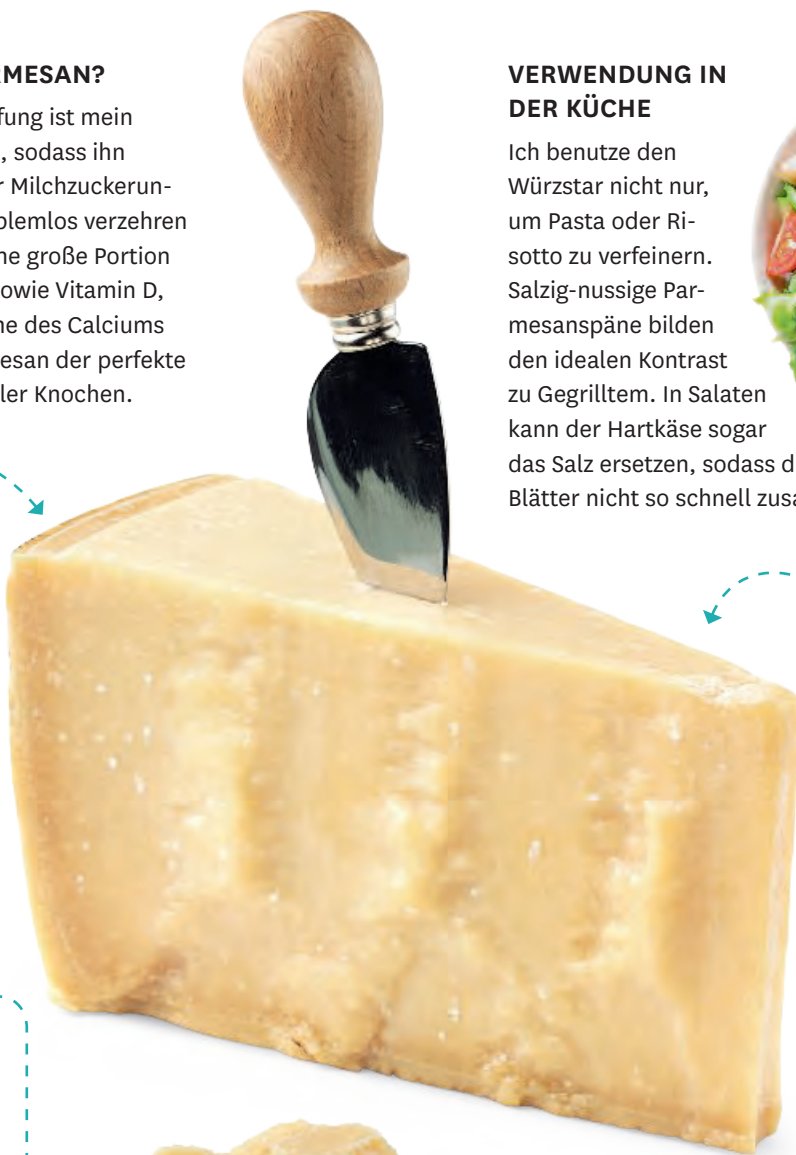 RMESAN?
fung ist mein
, sodass ihn
r Milchzuckerun-
blemlos verzehren
ne große Portion
owie Vitamin D,
me des Calciums
mesan der perfekte
ler Knochen.
VERWENDUNG IN
DER KÜCHE
Ich benutze den
Würzstar nicht nur,
um Pasta oder Ri-
sotto zu verfeinern.
Salzig-nussige Par-
mesanspäne bilden
den idealen Kontrast
zu Gegrilltem. In Salaten
kann der Hartkäse sogar
das Salz ersetzen, sodass d
Blätter nicht so schnell zusa